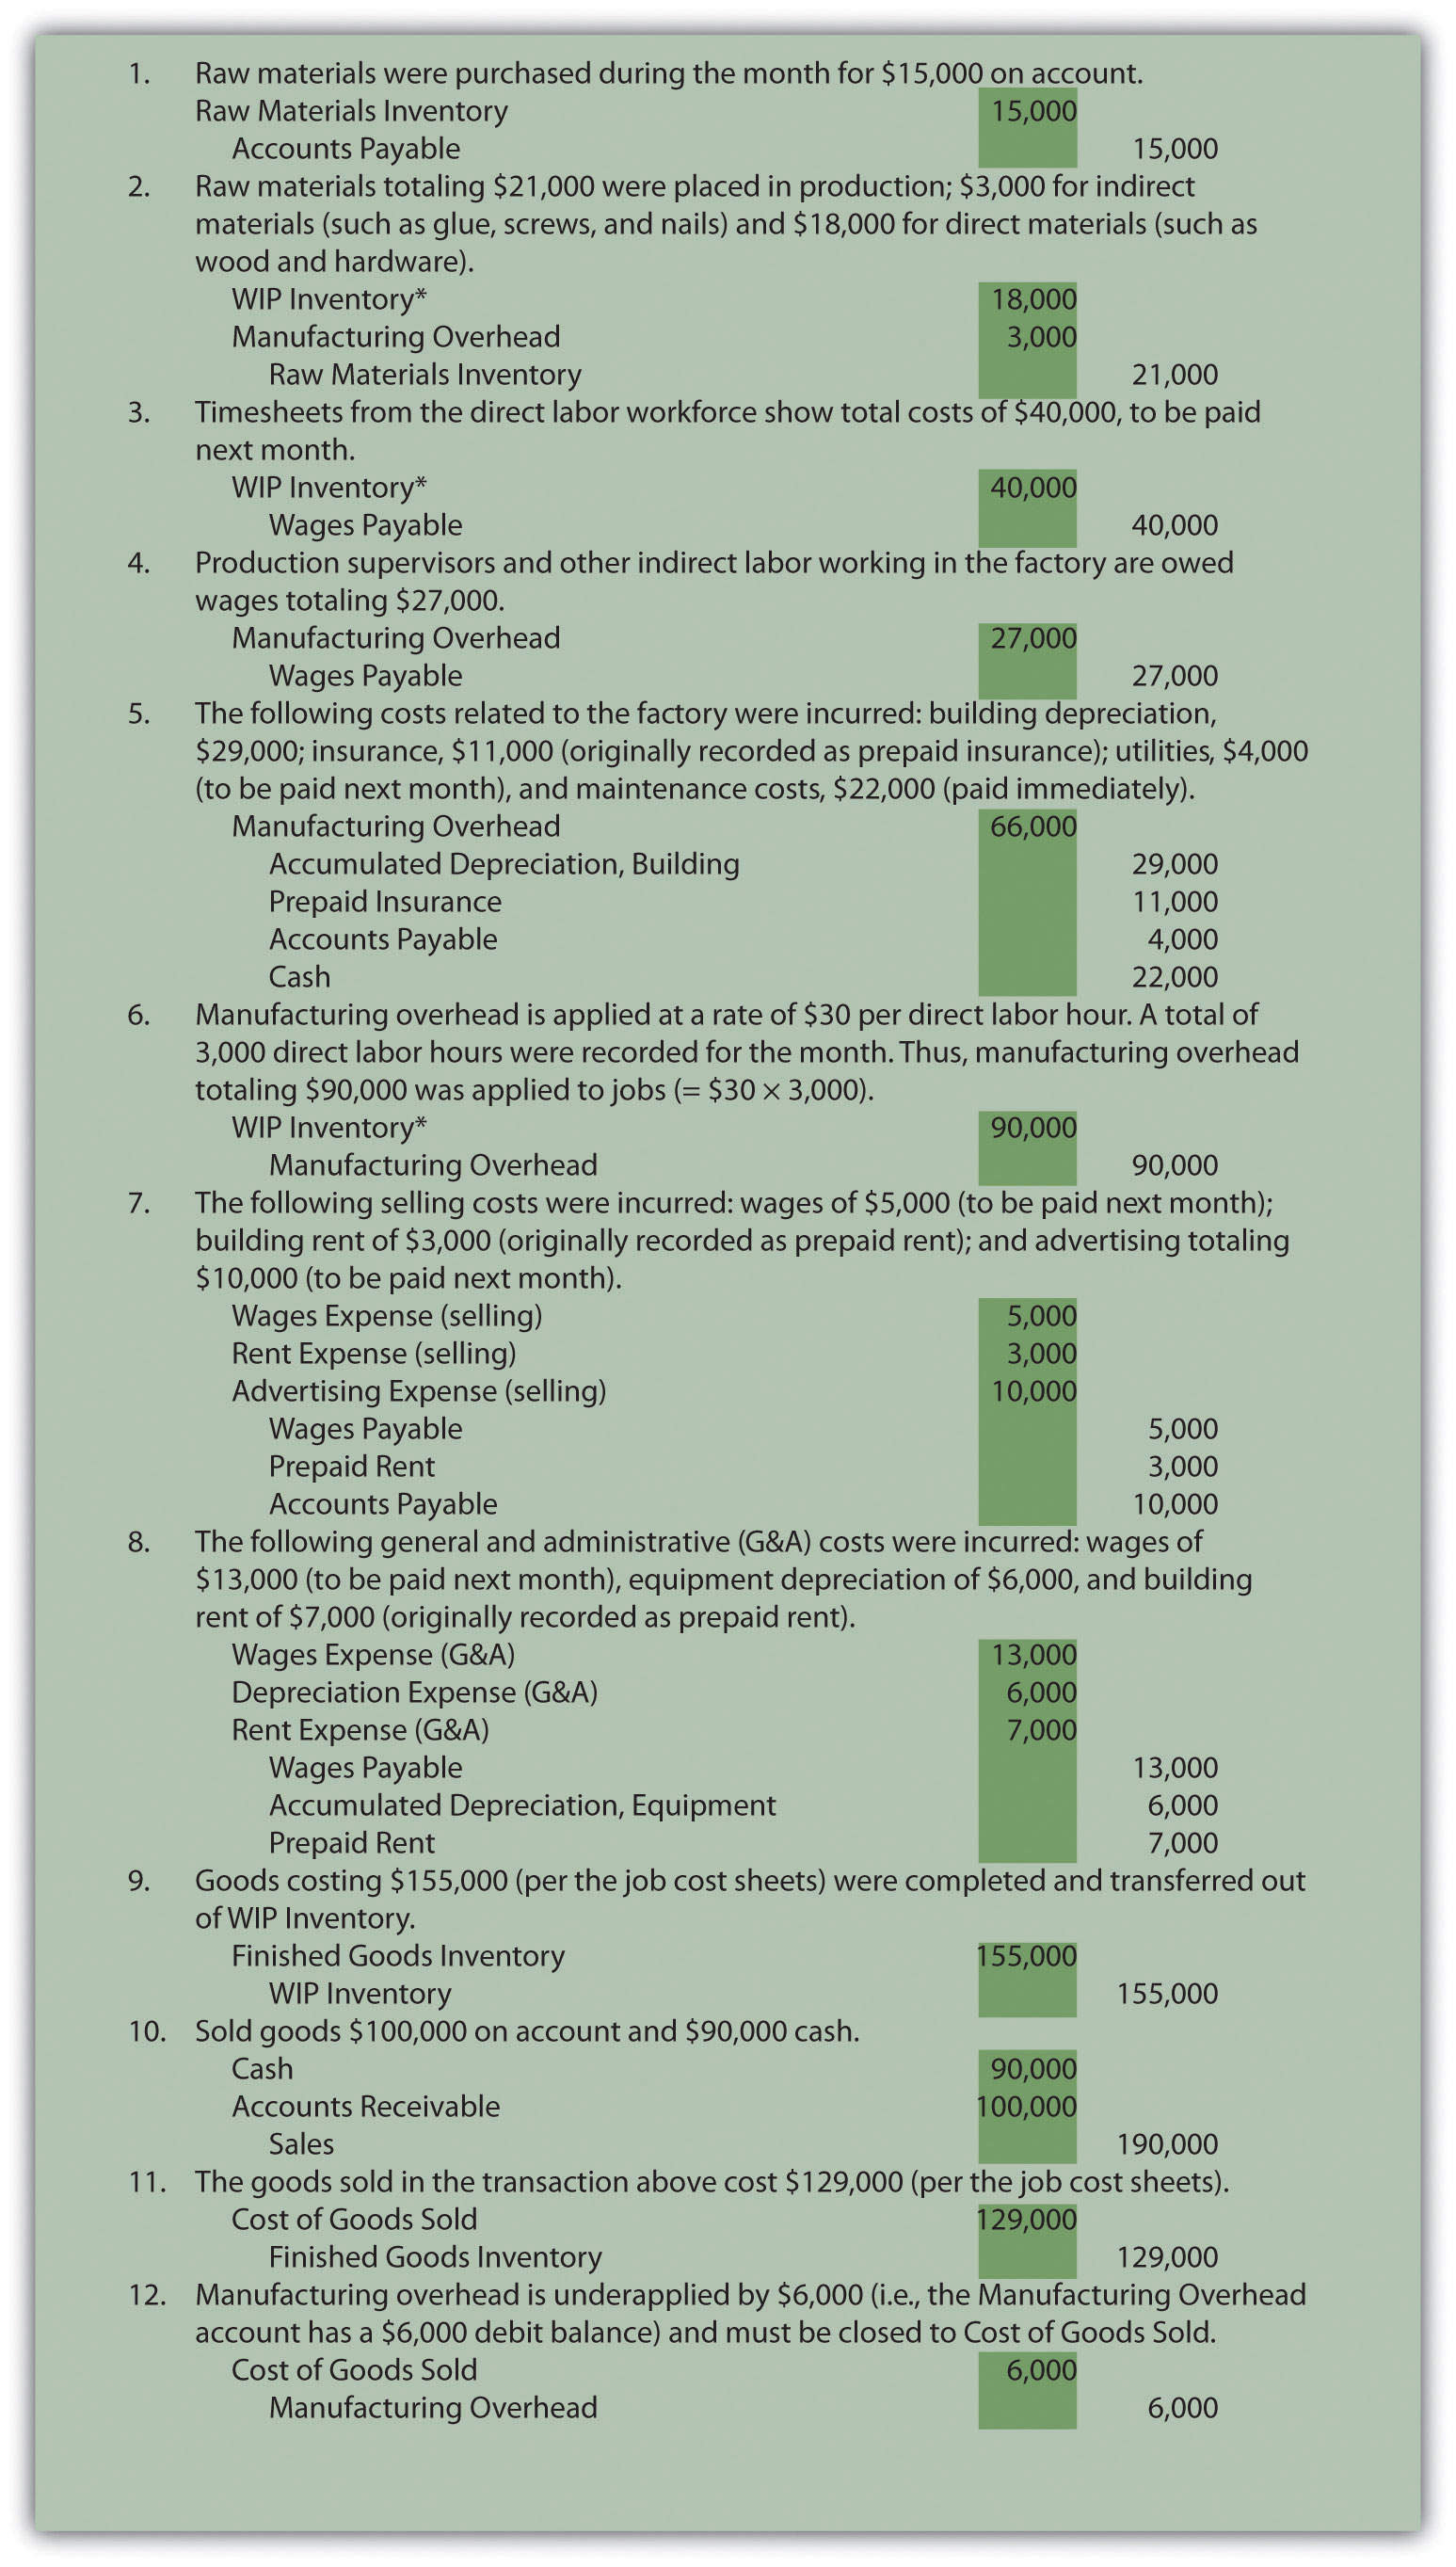 1. Raw materials were purchased during the month for $15,000 on account.
Raw Materials Inventory 15,000
Accounts Payable 15,000
2. Raw materials totaling $21,000 were placed in production; $3,000 for indirect
materials (such as glue, screws, and nails) and $18,000 for direct materials (such as
wood and hardware).
WIP Inventory* 18,000
Manufacturing Overhead 3,000
Raw Materials Inventory 21,000
3. Timesheets from the direct labor workforce show total costs of $40,000, to be paid
next month.
WIP Inventory* 40,000
Wages Payable 40,000
4. Production supervisors and other indirect labor working in the factory are owed
wages totaling $27,000.
Manufacturing Overhead 27,000
Wages Payable 27,000
5. The following costs related to the factory were incurred: building depreciation,
$29,000; insurance, $11,000 (originally recorded as prepaid insurance); utilities, $4,000
(to be paid next month), and maintenance costs, $22,000 (paid immediately).
Manufacturing Overhead 66,000
Accumulated Depreciation, Building 29,000
Prepaid Insurance 11,000
Accounts Payable 4,000
Cash 22,000
6. Manufacturing overhead is applied at a rate of $30 per direct labor hour. A total of
3,000 direct labor hours were recorded for the month. Thus, manufacturing overhead
totaling $90,000 was applied to jobs (= $30 × 3,000).
WIP Inventory* 90,000
Manufacturing Overhead 90,000
7. The following selling costs were incurred: wages of $5,000 (to be paid next month);
building rent of $3,000 (originally recorded as prepaid rent); and advertising totaling
$10,000 (to be paid next month).
Wages Expense (selling) 5,000
Rent Expense (selling) 3,000
Advertising Expense (selling) 10,000
Wages Payable 5,000
Prepaid Rent 3,000
Accounts Payable 10,000
8. The following general and administrative (G&A) costs were incurred: wages of
$13,000 (to be paid next month), equipment depreciation of $6,000, and building
rent of $7,000 (originally recorded as prepaid rent).
Wages Expense (G&A) 13,000
Depreciation Expense (G&A) 6,000
Rent Expense (G&A) 7,000
Wages Payable 13,000
Accumulated Depreciation, Equipment 6,000
Prepaid Rent 7,000
9. Goods costing $155,000 (per the job cost sheets) were completed and transferred out
of WIP Inventory.
Finished Goods Inventory 155,000
WIP Inventory 155,000
10. Sold goods $100,000 on account and $90,000 cash.
Cash 90,000
Accounts Receivable 100,000
Sales 190,000
11. The goods sold in the transaction above cost $129,000 (per the job cost sheets).
Cost of Goods Sold 129,000
Finished Goods Inventory 129,000
12. Manufacturing overhead is underapplied by $6,000 (i.e., the Manufacturing Overhead
account has a $6,000 debit balance) and must be closed to Cost of Goods Sold.
Cost of Goods Sold 6,000
Manufacturing Overhead 6,000